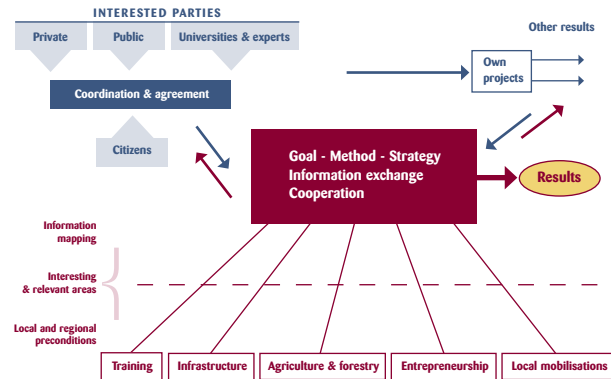 INTERESTED PARTIES
Private
Public
Universities & experts
Coordination & agreement
Citizens
Other results
Own
projects
Goal - Method - Strategy
Information exchange
Cooperation
Results
Information
mapping
Interesting
& relevant areas
Local and regional
preconditions
Training
Infrastructure
Agriculture & forestry
Entrepreneurship
Local mobilisations